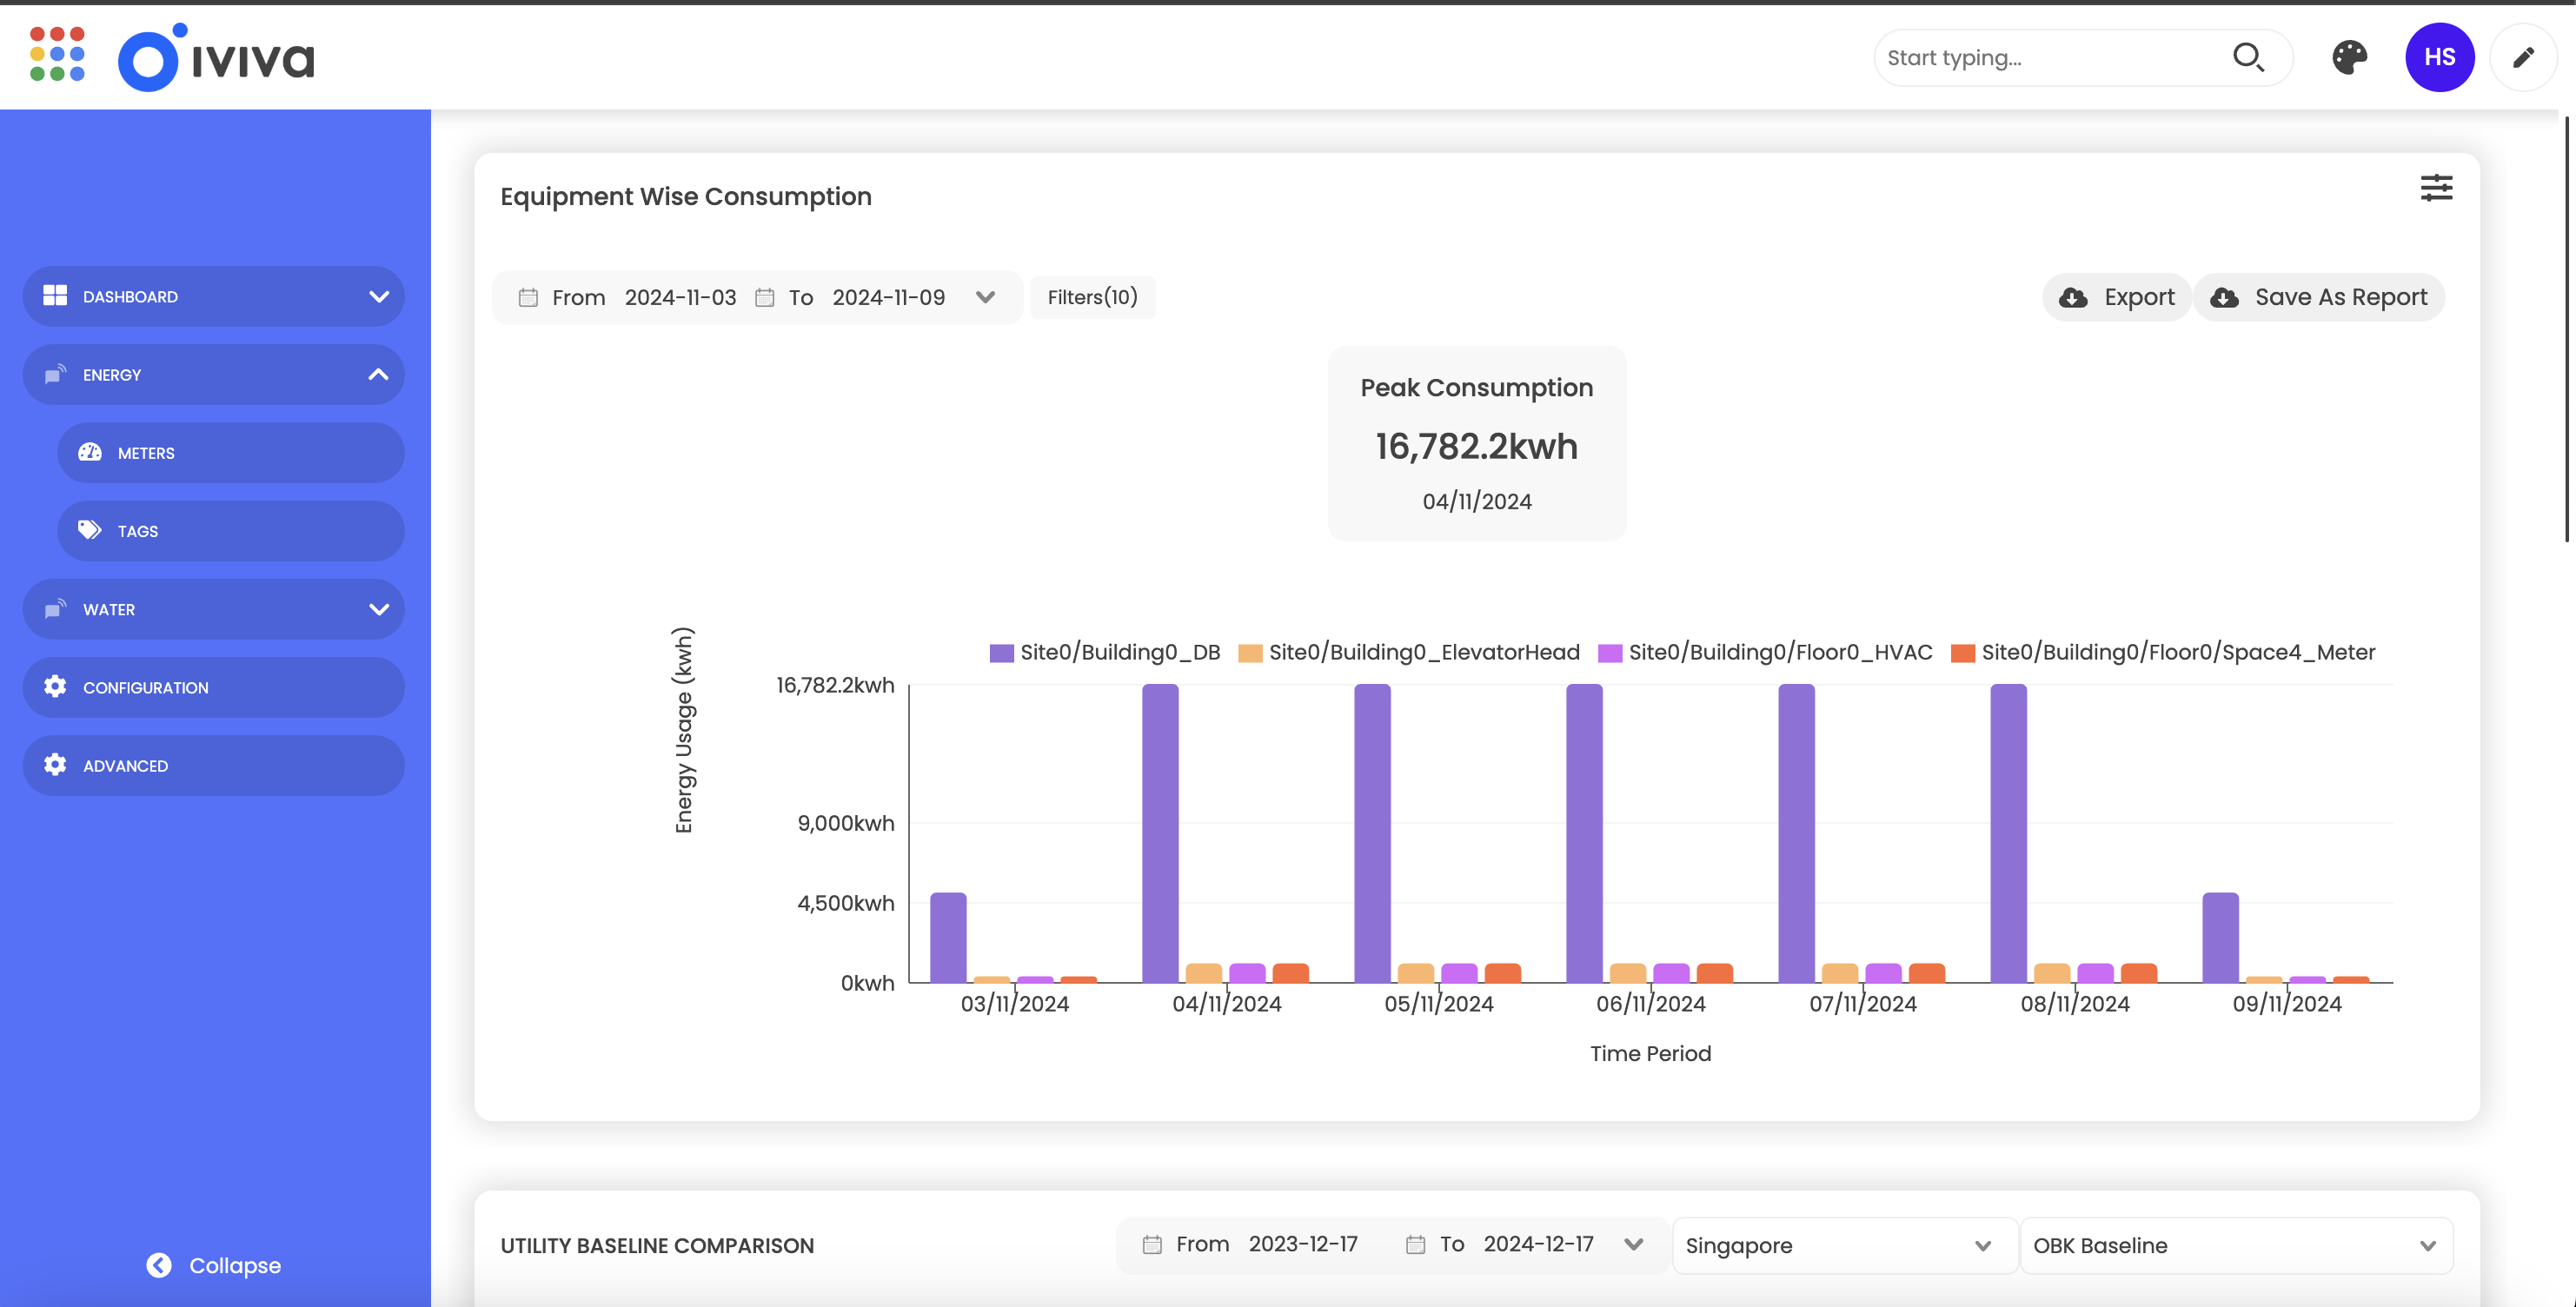 iviva
Start typing...
HS
DASHBOARD
ENERGY
METERS
TAGS
WATER
CONFIGURATION
ADVANCED
Collapse
Equipment Wise Consumption
From 2024-11-03 To 2024-11-09
Filters(10)
Export
Save As Report
Peak Consumption
16,782.2kwh
04/11/2024
Energy Usage (kwh)
Site0/Building0_DB Site0/Building0_ElevatorHead Site0/Building0/Floor0_HVAC Site0/Building0/Floor0/Space4_Meter
16,782.2kwh
9,000kwh
4,500kwh
0kwh
03/11/2024 04/11/2024 05/11/2024 06/11/2024 07/11/2024 08/11/2024 09/11/2024
Time Period
UTILITY BASELINE COMPARISON
From 2023-12-17 To 2024-12-17
Singapore
OBK Baseline